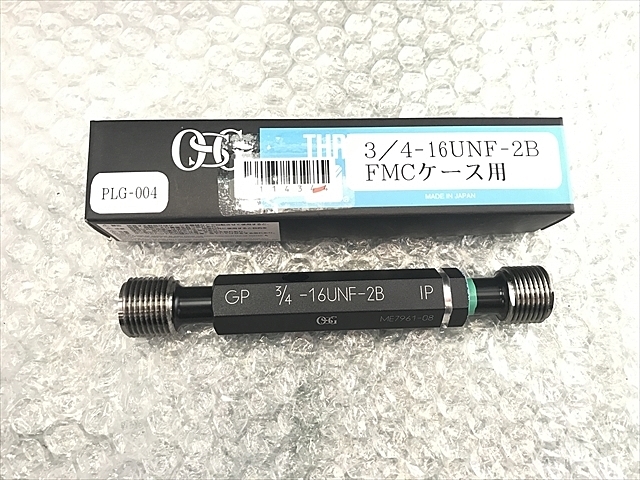 OSG
THR
3/4-16UNF-2B
FMCケース用
PLG-004
MADE IN JAPAN
GP 3/4 -16UNF-2B IP
OSG
ME7961-08